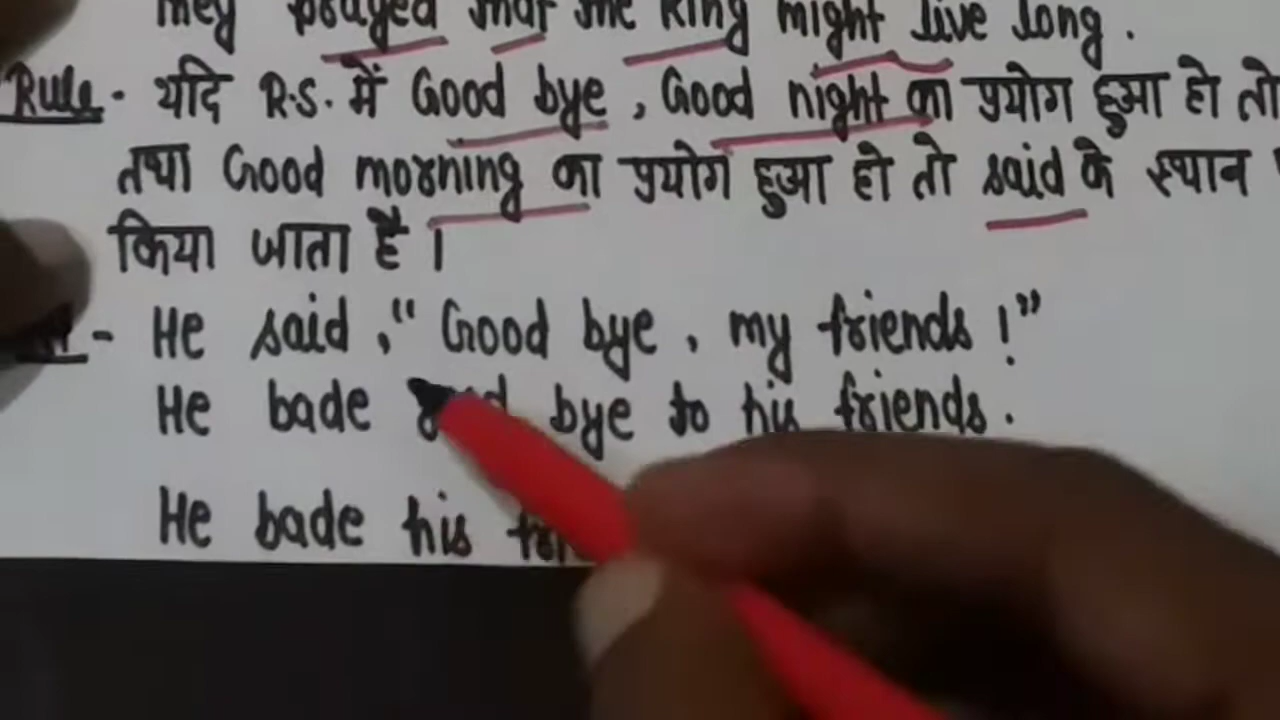 They prayed that the King might live long.
Rule - यदि R.S. में Good bye, Good night का प्रयोग हुआ हो तो
तथा Good morning का प्रयोग हुआ हो तो said के स्थान
किया जाता है।
- He said, "Good bye, my friends!"
He bade good bye to his friends.
He bade his